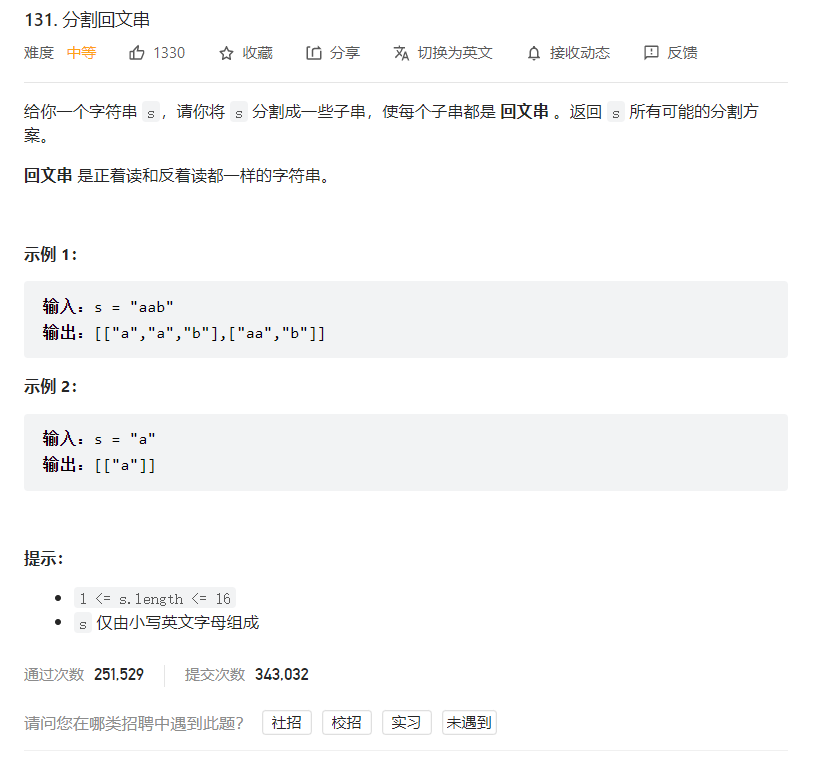 131. 分割回文串
难度 中等 1330 收藏 分享 切换为英文 接收动态 反馈
给你一个字符串 s，请你将 s 分割成一些子串，使每个子串都是 回文串 。返回 s 所有可能的分割方
案。
回文串 是正着读和反着读都一样的字符串。
示例 1：
输入：s = "aab"
输出：[["a","a","b"],["aa","b"]]
示例 2：
输入：s = "a"
输出：[["a"]]
提示：
1 <= s.length <= 16
s 仅由小写英文字母组成
通过次数 251,529 提交次数 343,032
请问您在哪类招聘中遇到此题？ 社招 校招 实习 未遇到